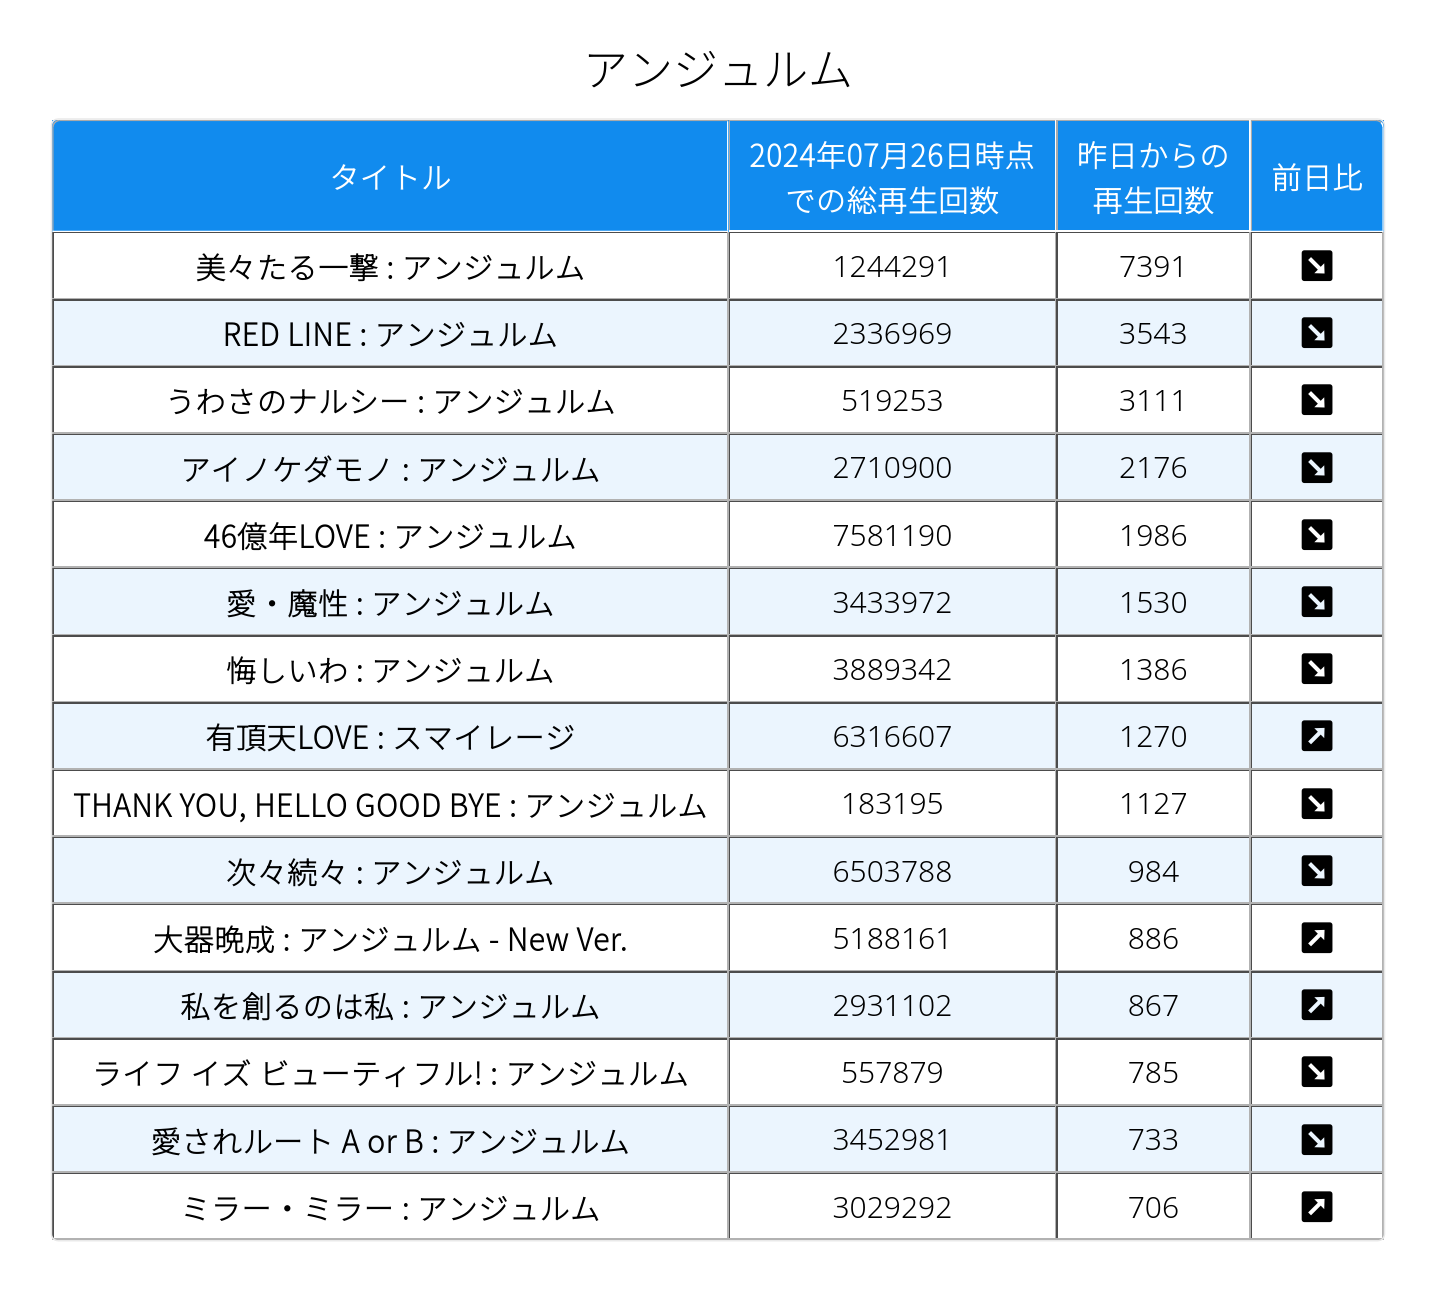 アンジュルム
タイトル 2024年07月26日時点での総再生回数 昨日からの再生回数 前日比
美々たる一撃 : アンジュルム 1244291 7391 ↘
RED LINE : アンジュルム 2336969 3543 ↘
うわさのナルシー : アンジュルム 519253 3111 ↘
アイノケダモノ : アンジュルム 2710900 2176 ↘
46億年LOVE : アンジュルム 7581190 1986 ↘
愛・魔性 : アンジュルム 3433972 1530 ↘
悔しいわ : アンジュルム 3889342 1386 ↘
有頂天LOVE : スマイレージ 6316607 1270 ↗
THANK YOU, HELLO GOOD BYE : アンジュルム 183195 1127 ↘
次々続々 : アンジュルム 6503788 984 ↘
大器晩成 : アンジュルム - New Ver. 5188161 886 ↗
私を創るのは私 : アンジュルム 2931102 867 ↗
ライフ イズ ビューティフル! : アンジュルム 557879 785 ↘
愛されルート A or B : アンジュルム 3452981 733 ↘
ミラー・ミラー : アンジュルム 3029292 706 ↗